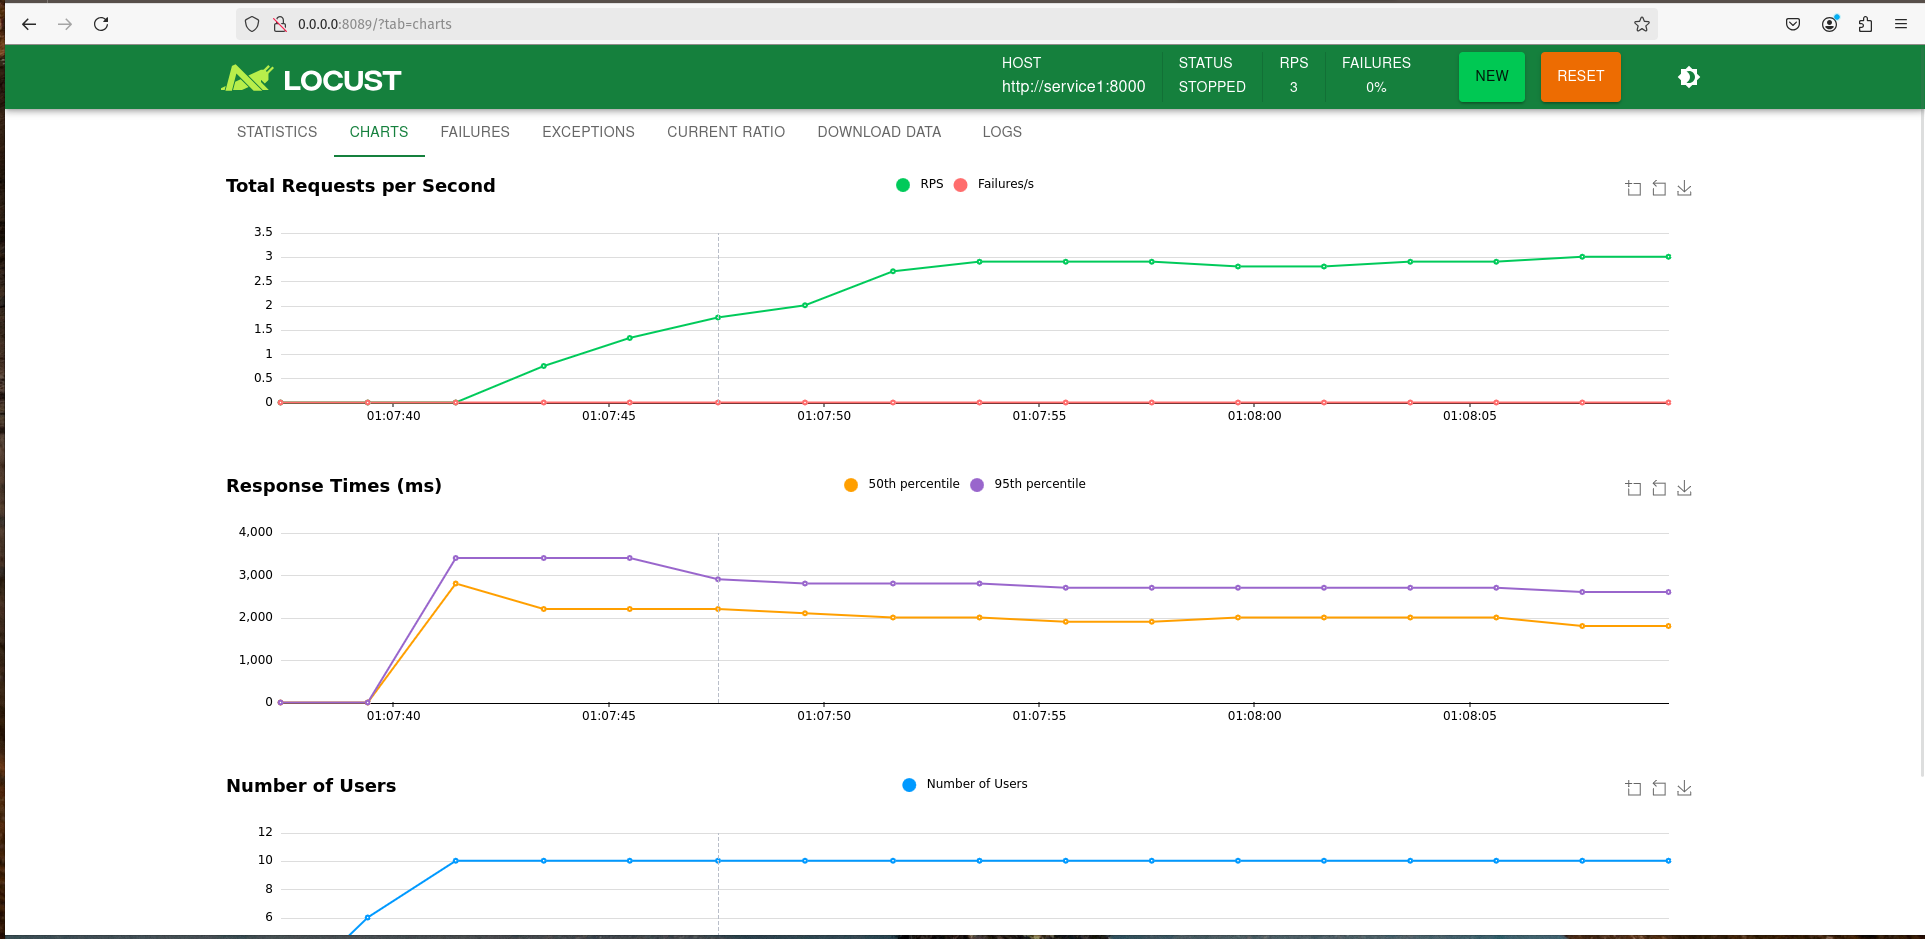 0.0.0.0:8089/?tab=charts
LOCUST
HOST
http://service1:8000
STATUS
STOPPED
RPS
3
FAILURES
0%
NEW
RESET
STATISTICS CHARTS FAILURES EXCEPTIONS CURRENT RATIO DOWNLOAD DATA LOGS
Total Requests per Second
RPS Failures/s
3.5
3
2.5
2
1.5
1
0.5
0
01:07:40 01:07:45 01:07:50 01:07:55 01:08:00 01:08:05
Response Times (ms)
50th percentile 95th percentile
4,000
3,000
2,000
1,000
0
01:07:40 01:07:45 01:07:50 01:07:55 01:08:00 01:08:05
Number of Users
Number of Users
12
10
8
6